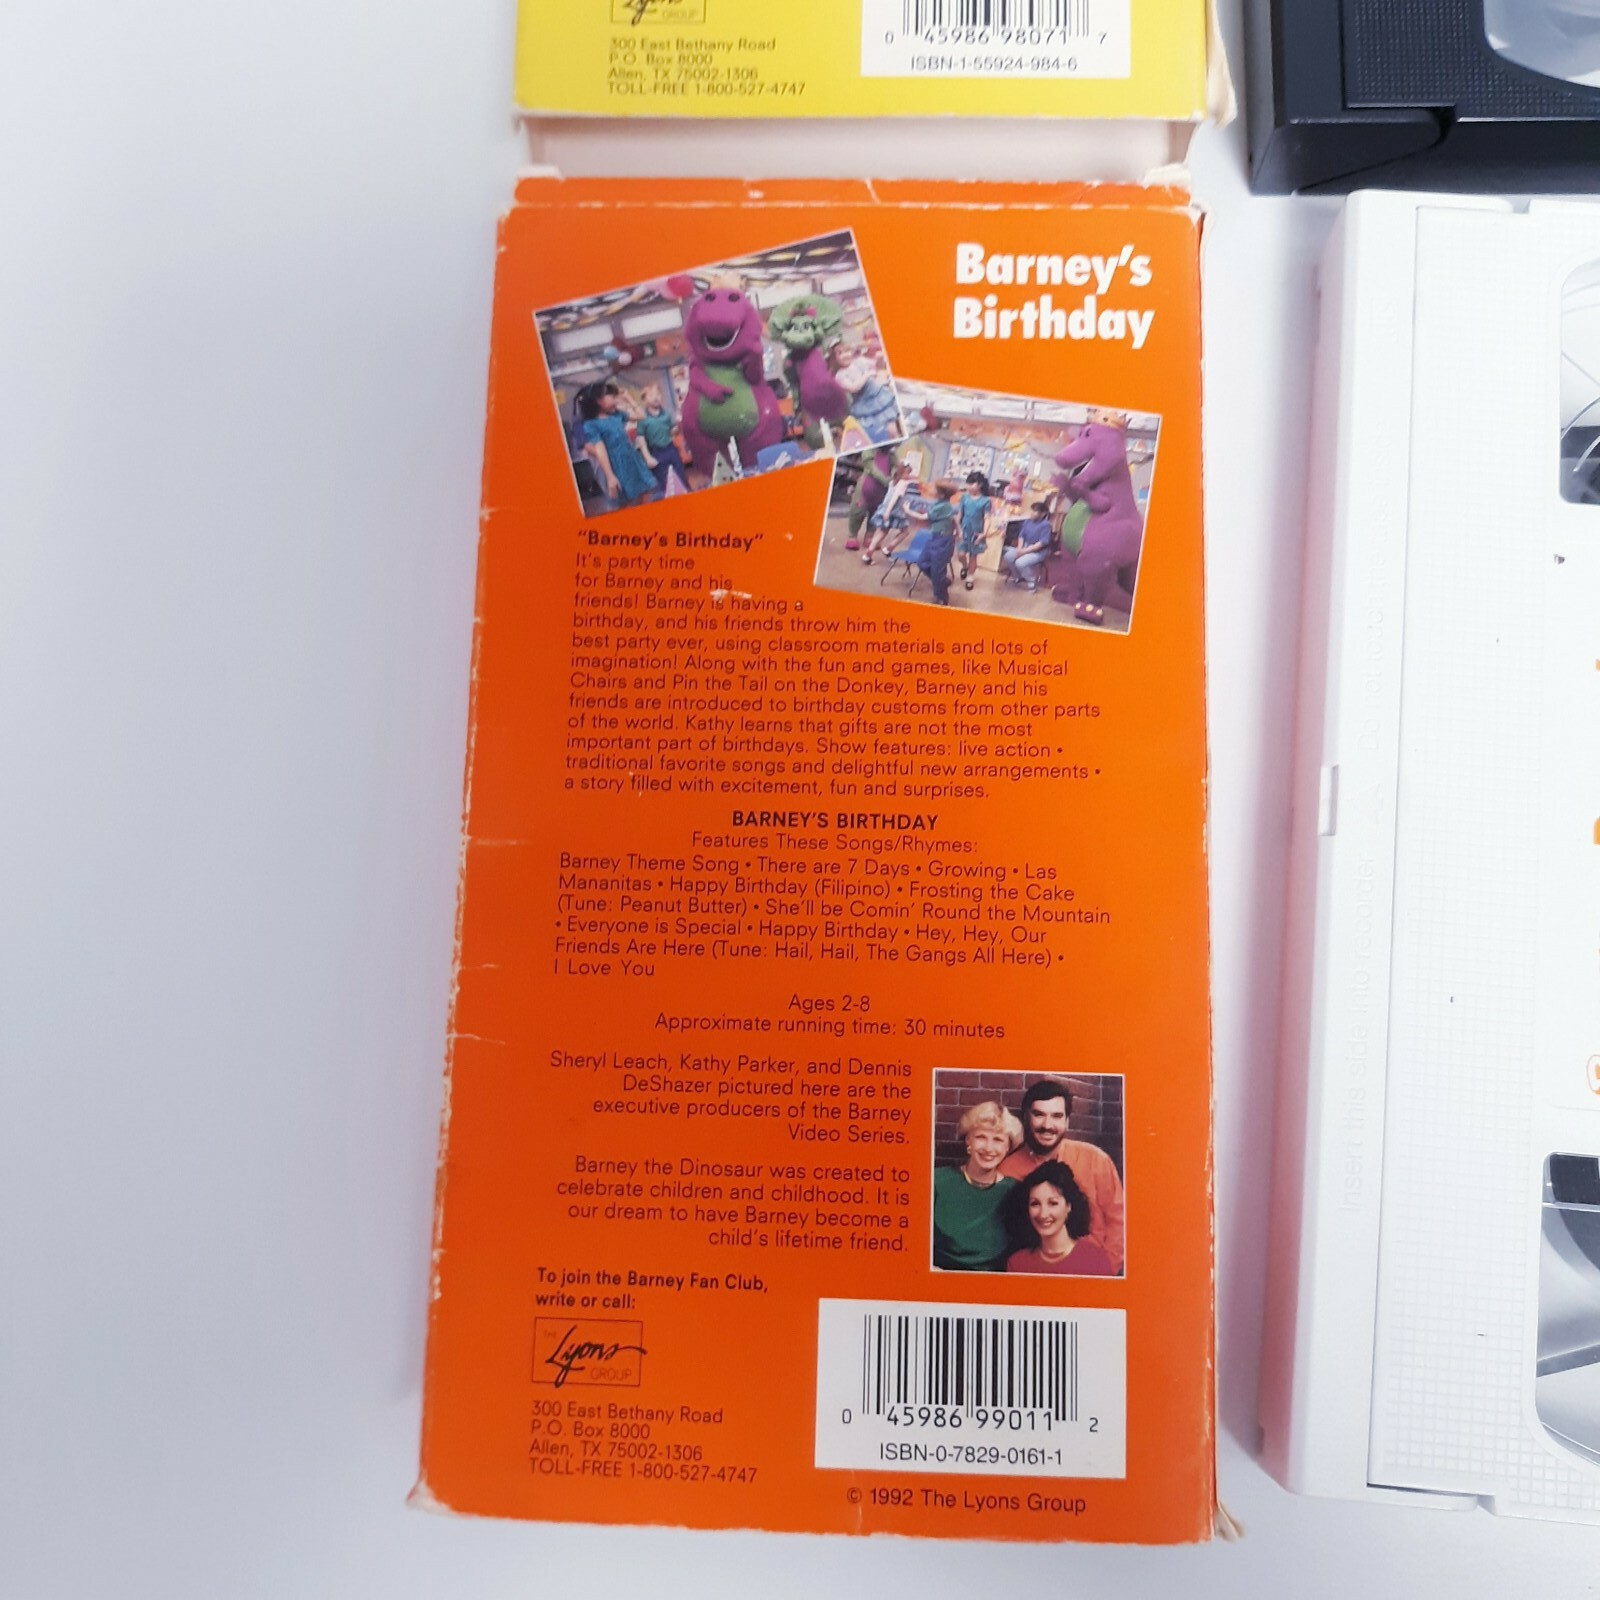 Lyons
GROUP
300 East Bethany Road
P.O. Box 8000
Allen, TX 75002-1306
TOLL-FREE 1-800-527-4747
0 45986 98071 7
ISBN-1-55924-984-6
Barney's
Birthday
"Barney's Birthday"
It's party time
for Barney and his
friends! Barney is having a
birthday, and his friends throw him the
best party ever, using classroom materials and lots of
imagination! Along with the fun and games, like Musical
Chairs and Pin the Tail on the Donkey, Barney and his
friends are introduced to birthday customs from other parts
of the world. Kathy learns that gifts are not the most
important part of birthdays. Show features: live action •
traditional favorite songs and delightful new arrangements •
a story filled with excitement, fun and surprises.
BARNEY'S BIRTHDAY
Features These Songs/Rhymes:
Barney Theme Song • There are 7 Days • Growing • Las
Mananitas • Happy Birthday (Filipino) • Frosting the Cake
(Tune: Peanut Butter) • She'll be Comin' Round the Mountain
• Everyone is Special • Happy Birthday • Hey, Hey, Our
Friends Are Here (Tune: Hail, Hail, The Gangs All Here) •
I Love You
Ages 2-8
Approximate running time: 30 minutes
Sheryl Leach, Kathy Parker, and Dennis
DeShazer pictured here are the
executive producers of the Barney
Video Series.
Barney the Dinosaur was created to
celebrate children and childhood. It is
our dream to have Barney become a
child's lifetime friend.
To join the Barney Fan Club,
write or call:
THE
Lyons
GROUP
300 East Bethany Road
P.O. Box 8000
Allen, TX 75002-1306
TOLL-FREE 1-800-527-4747
0 45986 99011 2
ISBN-0-7829-0161-1
© 1992 The Lyons Group
Insert this side into recorder